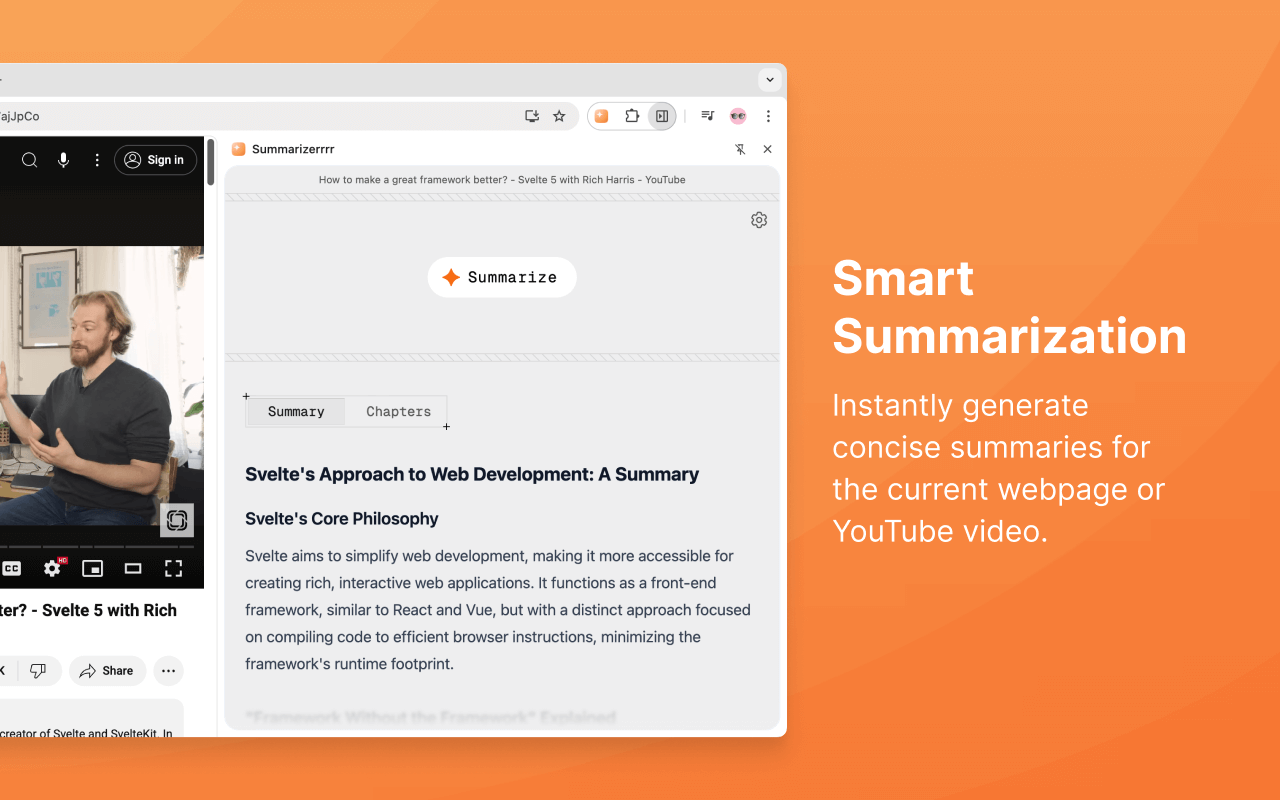 ajJpCo
Sign in
Summarizerrrr
How to make a great framework better? - Svelte 5 with Rich Harris - YouTube
Summarize
Summary
Chapters
Svelte's Approach to Web Development: A Summary
Svelte's Core Philosophy
Svelte aims to simplify web development, making it more accessible for
creating rich, interactive web applications. It functions as a front-end
framework, similar to React and Vue, but with a distinct approach focused
on compiling code to efficient browser instructions, minimizing the
framework's runtime footprint.
"Framework Without the Framework" Explained
CC
HD
ter? - Svelte 5 with Rich
K
Share
creator of Svelte and SvelteKit. In
Smart
Summarization
Instantly generate
concise summaries for
the current webpage or
YouTube video.